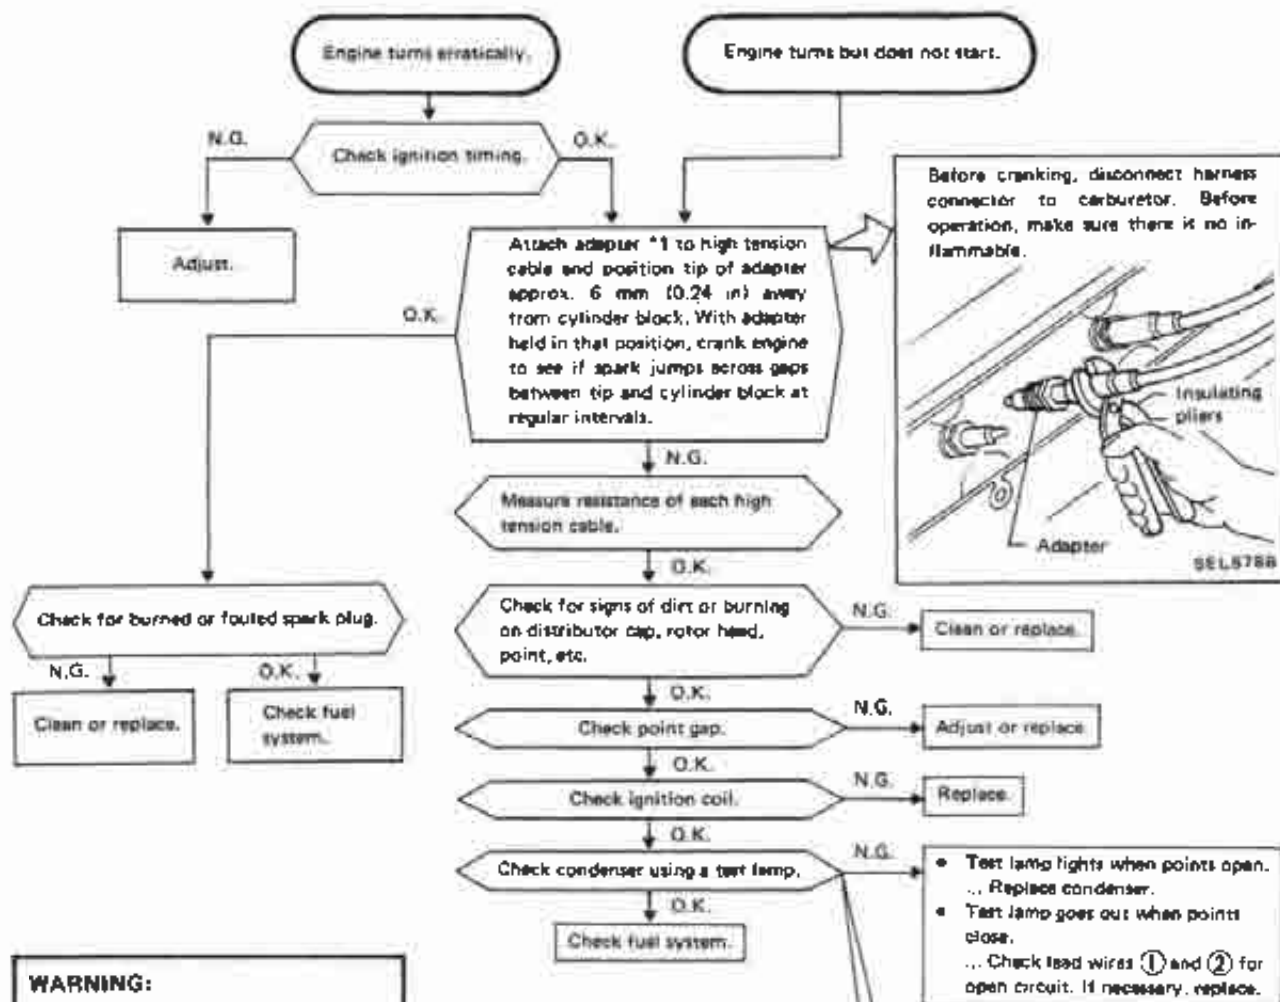 Engine turns erratically.
Engine turns but does not start.
N.G.
Check ignition timing.
O.K.
Adjust.
Before cranking, disconnect harness
connector to carburetor. Before
operation, make sure there is no in-
flammable.
Insulating
pliers
Adapter
SEL578B
O.K.
Attach adapter *1 to high tension
cable and position tip of adapter
approx. 6 mm (0.24 in) away
from cylinder block. With adapter
held in that position, crank engine
to see if spark jumps across gaps
between tip and cylinder block at
regular intervals.
N.G.
Measure resistance of each high
tension cable.
O.K.
Check for burned or fouled spark plug.
N.G.
O.K.
Clean or replace.
Check fuel
system.
Check for signs of dirt or burning
on distributor cap, rotor head,
point, etc.
N.G.
Clean or replace.
O.K.
Check point gap.
N.G.
Adjust or replace.
O.K.
Check ignition coil.
N.G.
Replace.
O.K.
Check condenser using a test lamp.
N.G.
• Test lamp lights when points open.
... Replace condenser.
• Test lamp goes out when points
close.
... Check lead wires ① and ② for
open circuit. If necessary, replace.
O.K.
Check fuel system.
WARNING: